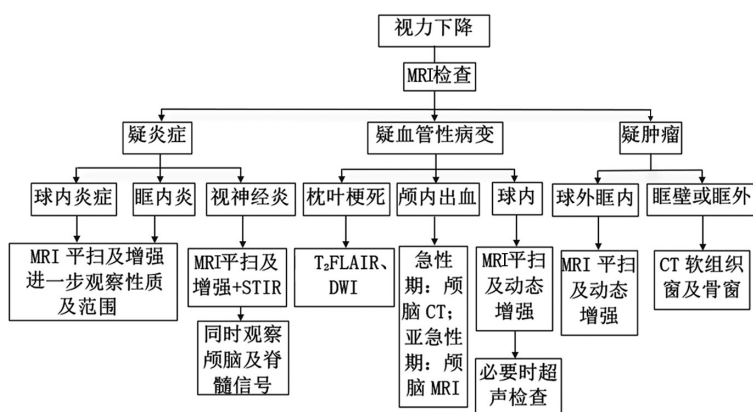 视力下降
MRI检查
疑炎症
疑血管性病变
疑肿瘤
球内炎症
眶内炎
视神经炎
枕叶梗死
颅内出血
球内
球外眶内
眶壁或眶外
MRI 平扫及增强
进一步观察性质
及范围
MRI平扫及
增强+STIR
同时观察
颅脑及脊
髓信号
T₂FLAIR、
DWI
急性
期：颅
脑CT；
亚急性
期：颅
脑 MRI
MRI平扫
及动态
增强
必要时超
声检查
MRI 平扫
及动态
增强
CT 软组织
窗及骨窗